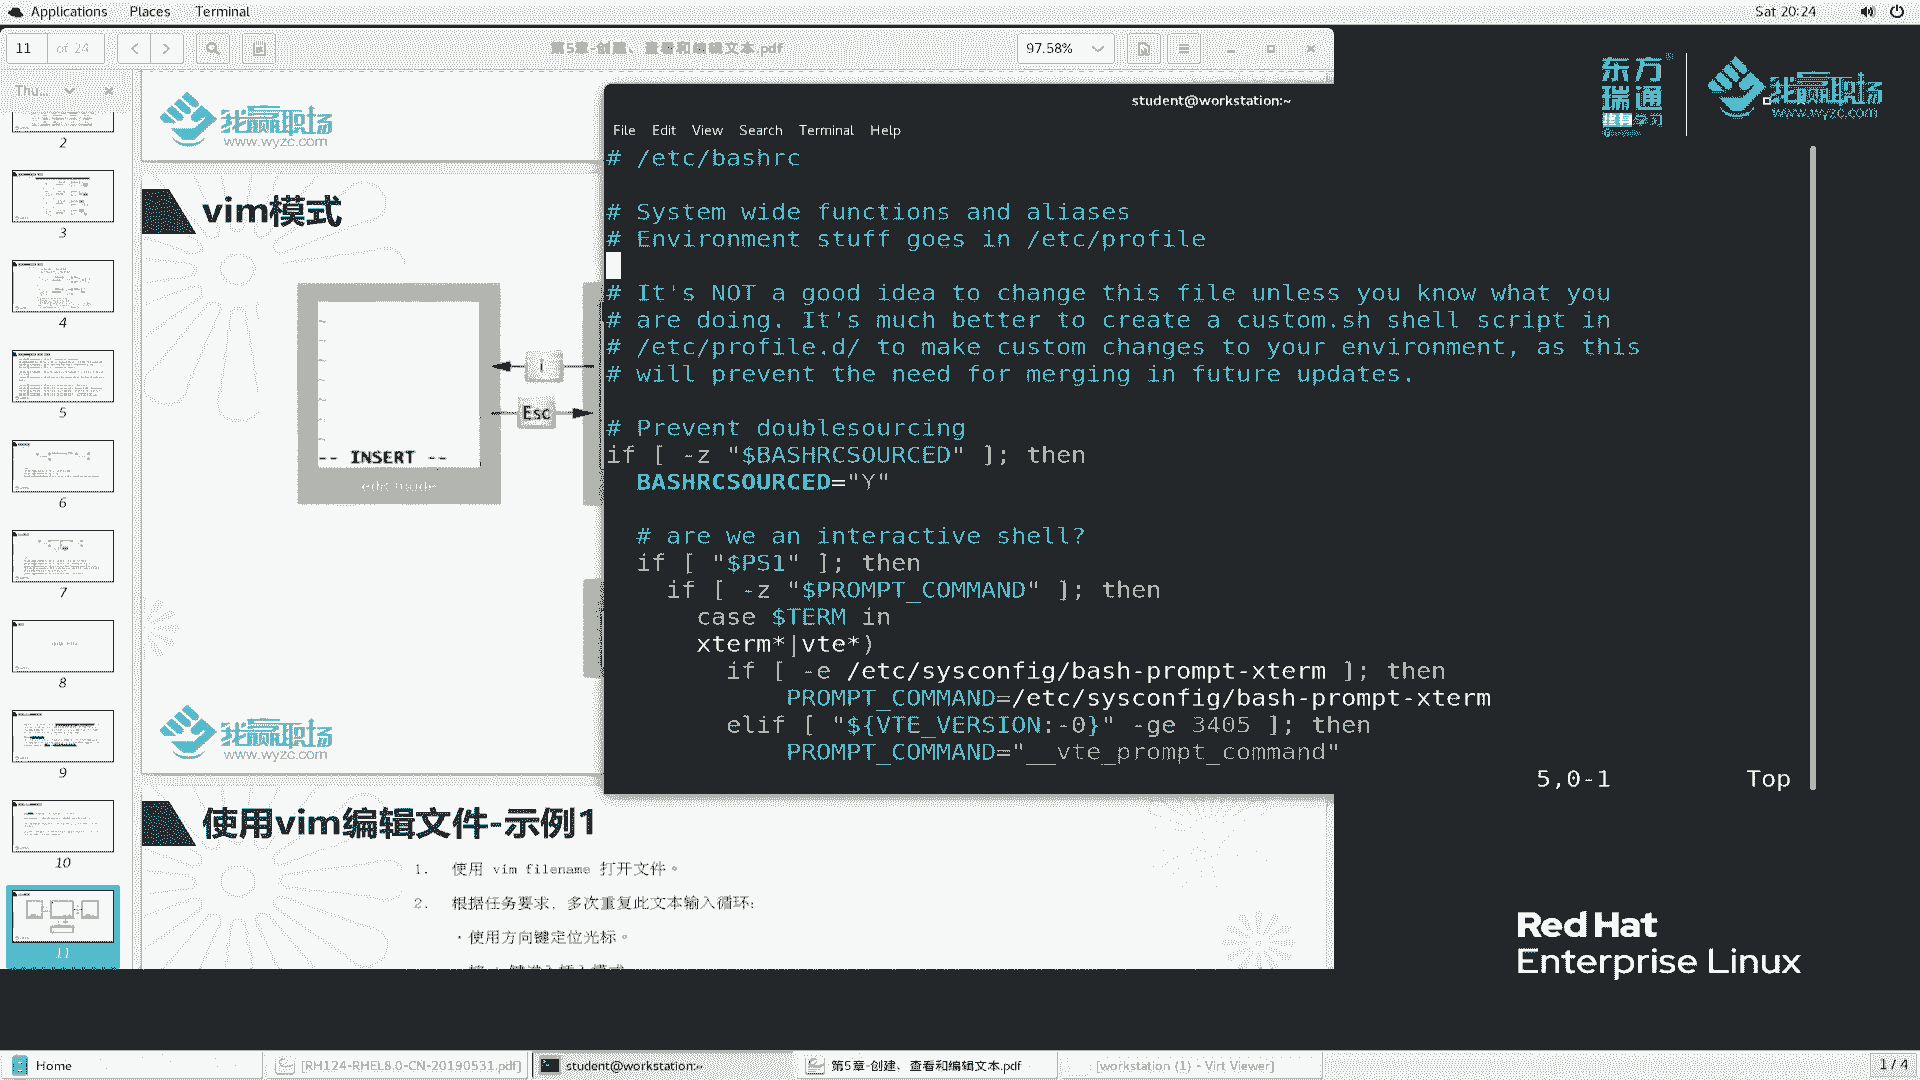 Applications Places Terminal Sat 20:24
11 of 24 第5章-创建、查看和编辑文本.pdf 97.58%
Thu...
2
3
4
5
6
7
8
9
10
11
我赢职场
www.wyzc.com
vim模式
I
Esc
-- INSERT --
edit mode
我赢职场
www.wyzc.com
使用vim编辑文件-示例1
1. 使用 vim filename 打开文件。
2. 根据任务要求，多次重复此文本输入循环:
·使用方向键定位光标。
student@workstation:~
File Edit View Search Terminal Help
# /etc/bashrc
# System wide functions and aliases
# Environment stuff goes in /etc/profile
# It's NOT a good idea to change this file unless you know what you
# are doing. It's much better to create a custom.sh shell script in
# /etc/profile.d/ to make custom changes to your environment, as this
# will prevent the need for merging in future updates.
# Prevent doublesourcing
if [ -z "$BASHRCSOURCED" ]; then
  BASHRCSOURCED="Y"
  # are we an interactive shell?
  if [ "$PS1" ]; then
    if [ -z "$PROMPT_COMMAND" ]; then
      case $TERM in
      xterm*|vte*)
        if [ -e /etc/sysconfig/bash-prompt-xterm ]; then
            PROMPT_COMMAND=/etc/sysconfig/bash-prompt-xterm
        elif [ "${VTE_VERSION:-0}" -ge 3405 ]; then
            PROMPT_COMMAND="__vte_prompt_command"
5,0-1 Top
东方
瑞通
我赢职场
www.wyzc.com
Red Hat
Enterprise Linux
Home [RH124-RHEL8.0-CN-20190531.pdf] student@workstation:~ 第5章-创建、查看和编辑文本.pdf [workstation (1) - Virt Viewer] 1 / 4